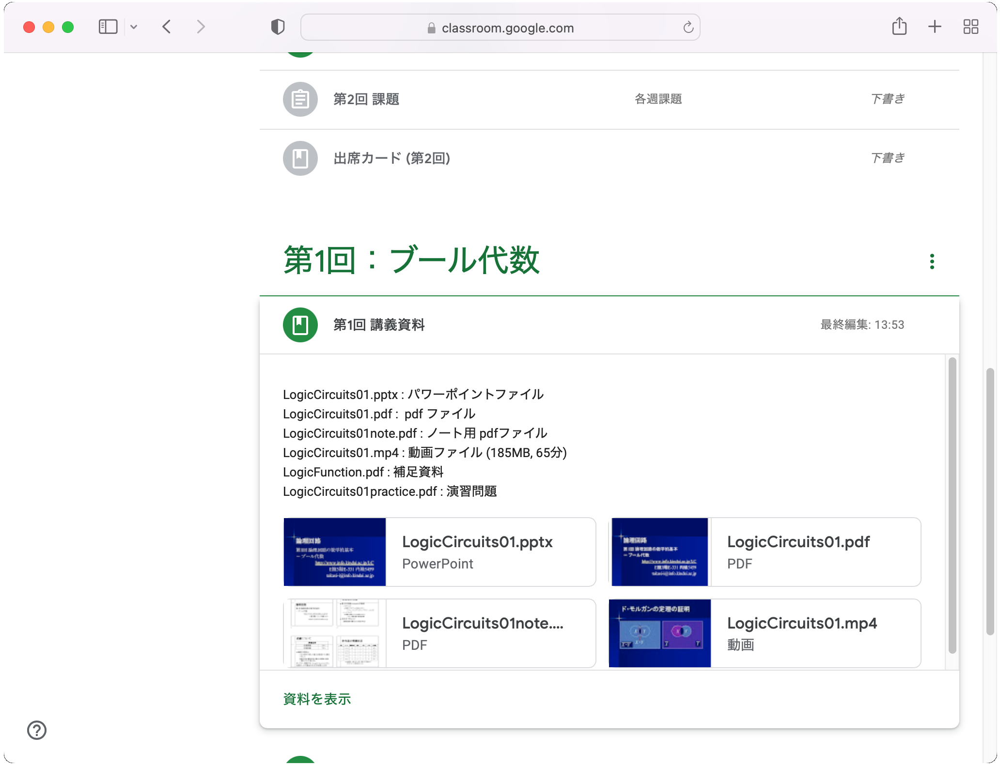 classroom.google.com
第2回 課題
各週課題
下書き
出席カード (第2回)
下書き
第1回：ブール代数
第1回 講義資料
最終編集: 13:53
LogicCircuits01.pptx : パワーポイントファイル
LogicCircuits01.pdf :  pdf ファイル
LogicCircuits01note.pdf : ノート用 pdfファイル
LogicCircuits01.mp4 : 動画ファイル (185MB, 65分)
LogicFunction.pdf : 補足資料
LogicCircuits01practice.pdf : 演習問題
論理回路
LogicCircuits01.pptx
PowerPoint
論理回路
LogicCircuits01.pdf
PDF
LogicCircuits01note....
PDF
ド・モルガンの定理の証明
LogicCircuits01.mp4
動画
資料を表示